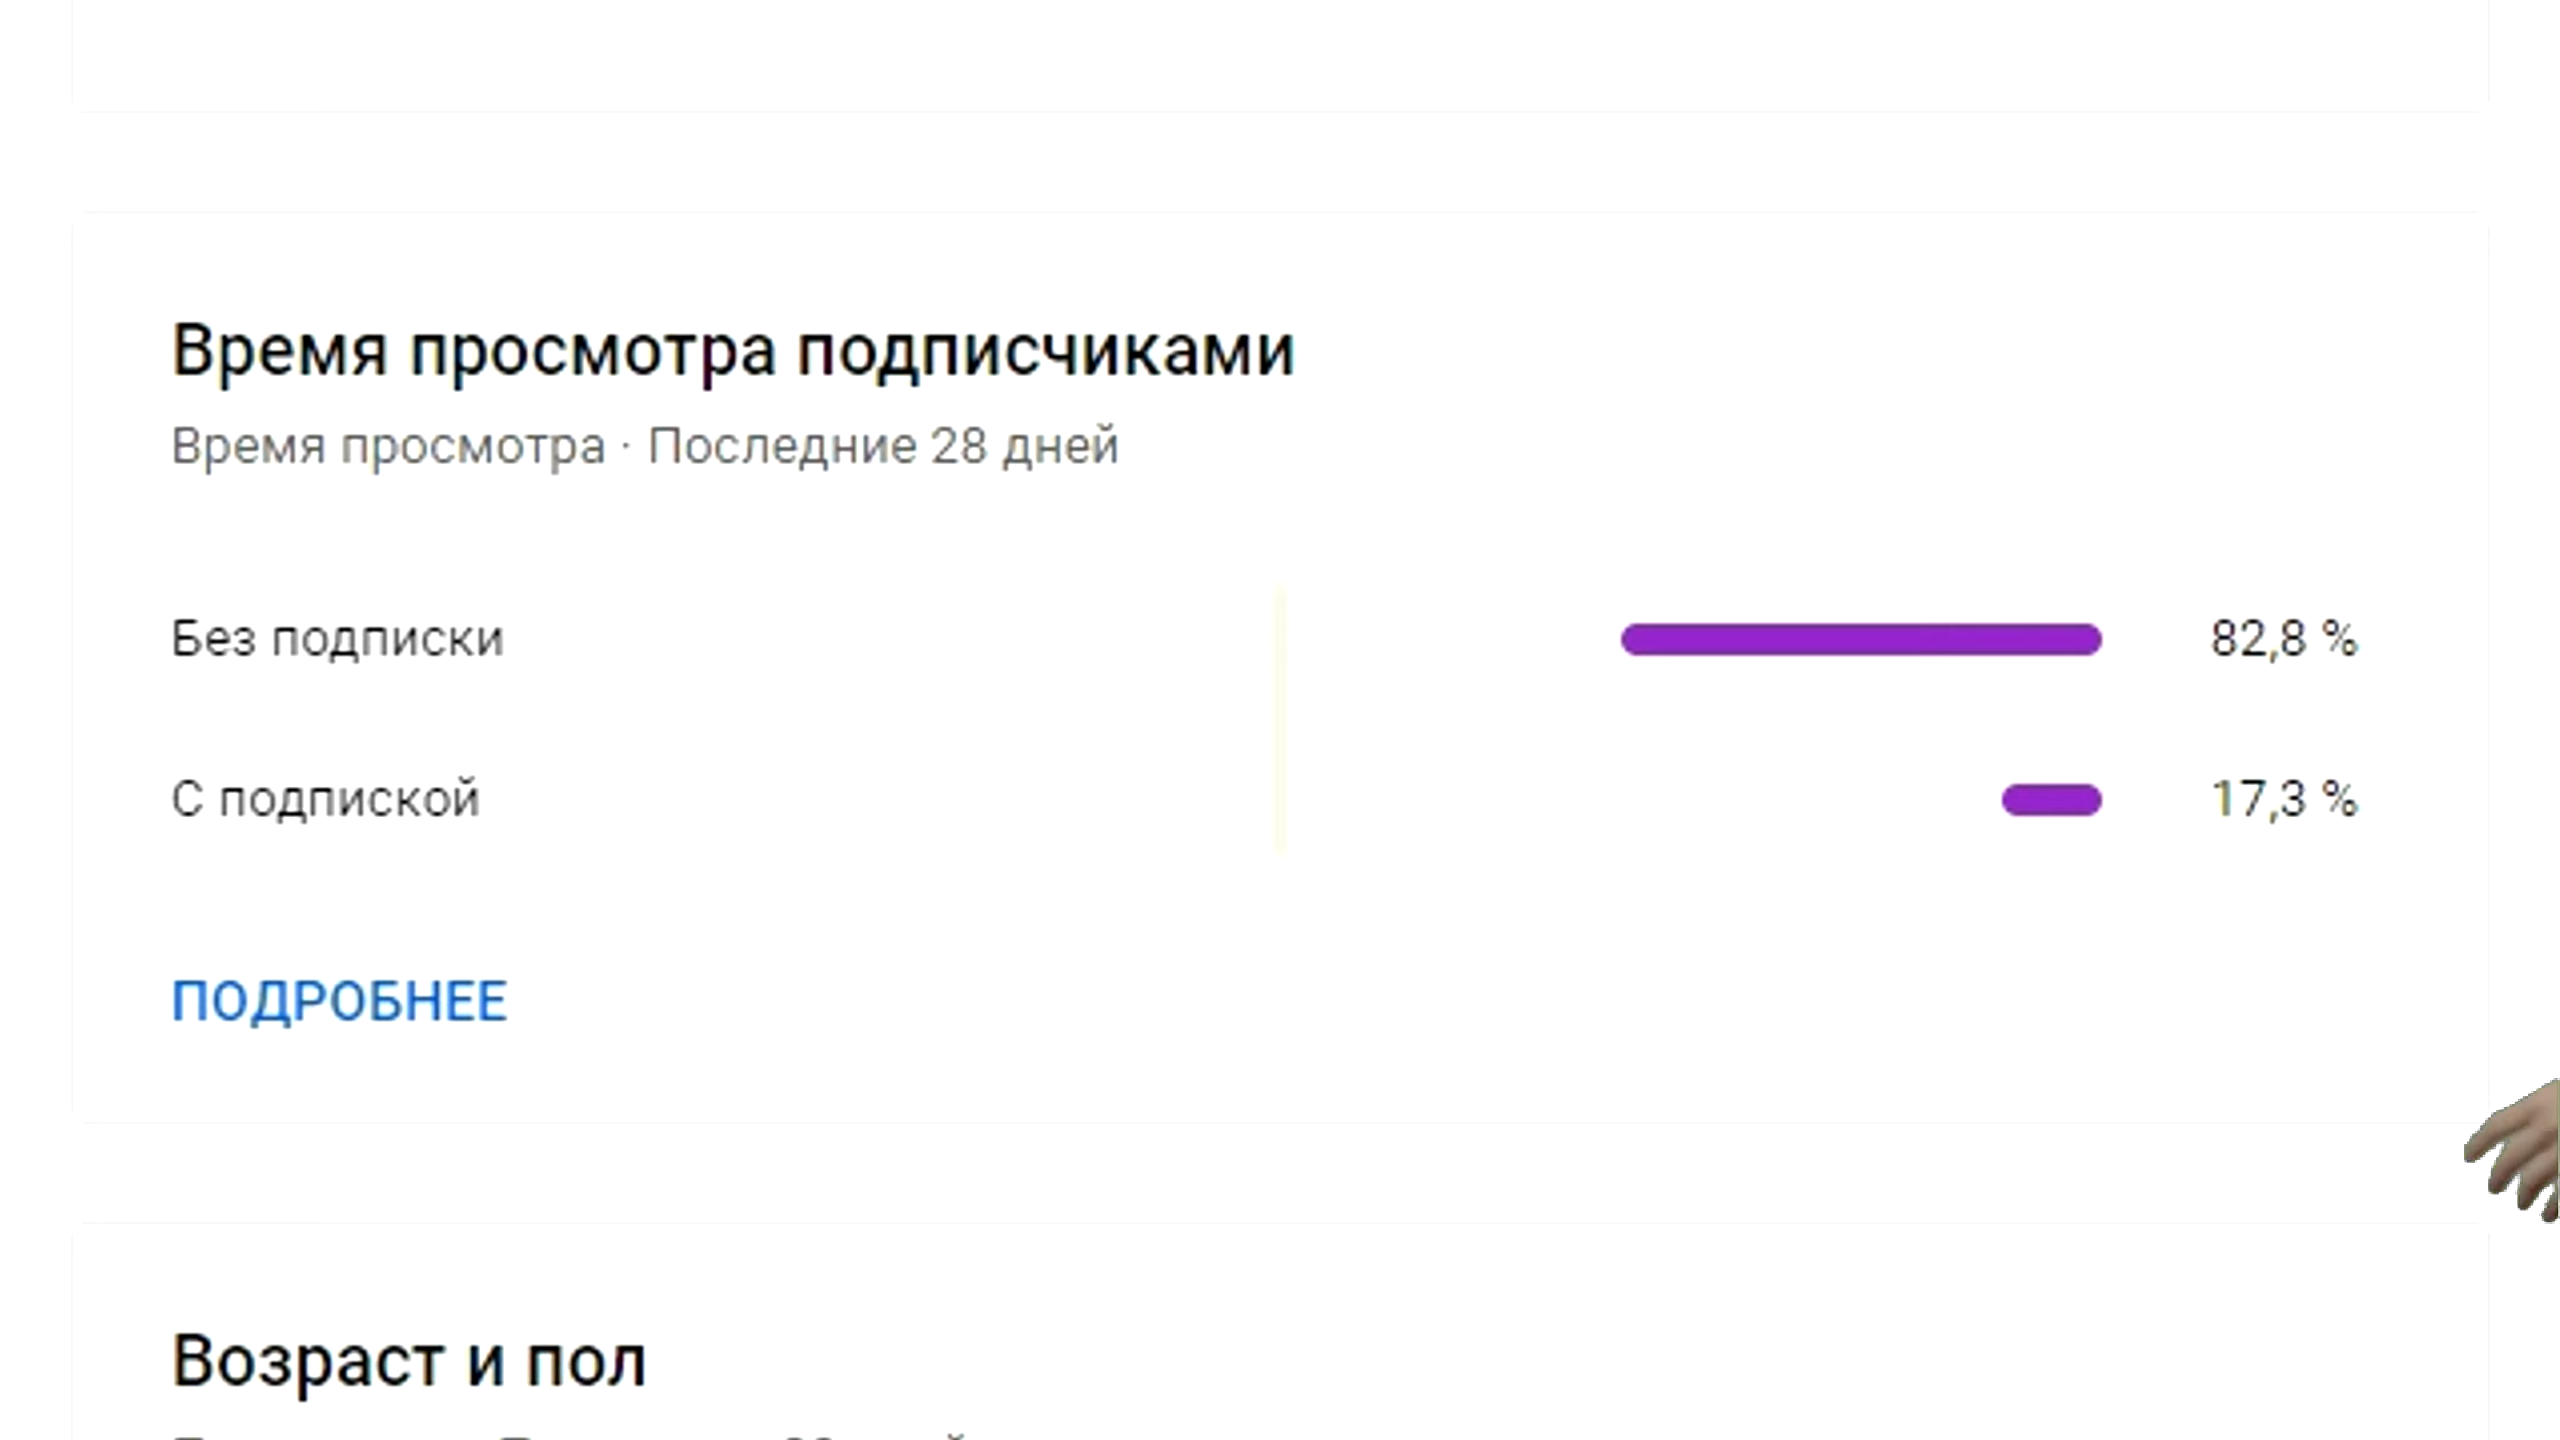 Время просмотра подписчиками
Время просмотра · Последние 28 дней
Без подписки 82,8 %
С подпиской 17,3 %
ПОДРОБНЕЕ
Возраст и пол